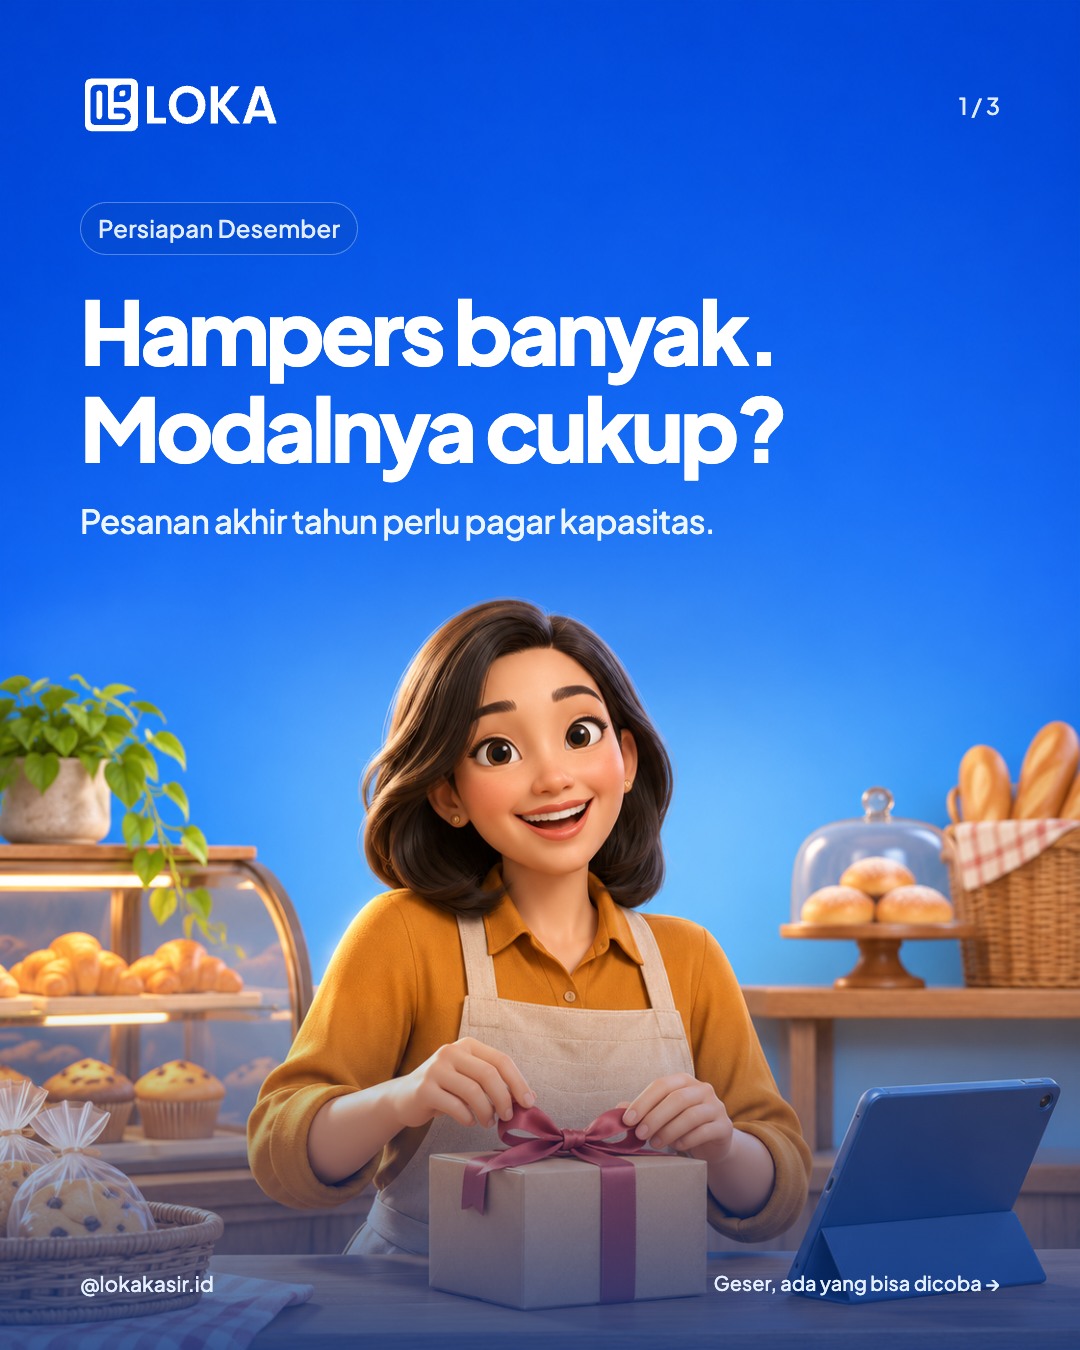 LOKA
1 / 3
Persiapan Desember
Hampers banyak.
Modalnya cukup?
Pesanan akhir tahun perlu pagar kapasitas.
@lokakasir.id
Geser, ada yang bisa dicoba →